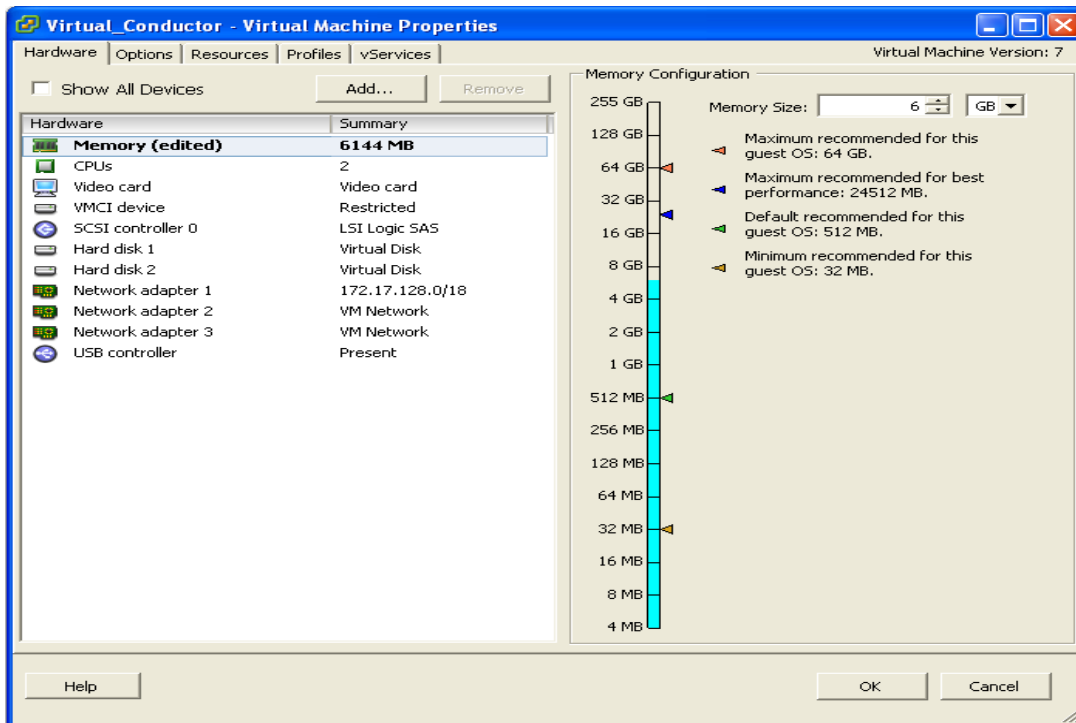 Virtual_Conductor - Virtual Machine Properties
Hardware Options Resources Profiles vServices Virtual Machine Version: 7
Show All Devices Add... Remove
Hardware Summary
Memory (edited) 6144 MB
CPUs 2
Video card Video card
VMCI device Restricted
SCSI controller 0 LSI Logic SAS
Hard disk 1 Virtual Disk
Hard disk 2 Virtual Disk
Network adapter 1 172.17.128.0/18
Network adapter 2 VM Network
Network adapter 3 VM Network
USB controller Present
Memory Configuration
255 GB
128 GB
64 GB
32 GB
16 GB
8 GB
4 GB
2 GB
1 GB
512 MB
256 MB
128 MB
64 MB
32 MB
16 MB
8 MB
4 MB
Memory Size: 6 GB
Maximum recommended for this
guest OS: 64 GB.
Maximum recommended for best
performance: 24512 MB.
Default recommended for this
guest OS: 512 MB.
Minimum recommended for this
guest OS: 32 MB.
Help OK Cancel